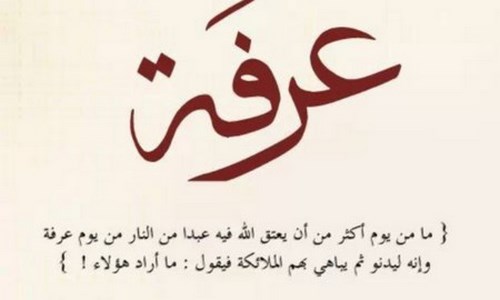 عرفَة
{ ما من يوم أكثر من أن يعتق الله فيه عبدا من النار من يوم عرفة
وإنه ليدنو ثم يباهي بهم الملائكة فيقول : ما أراد هؤلاء ! }